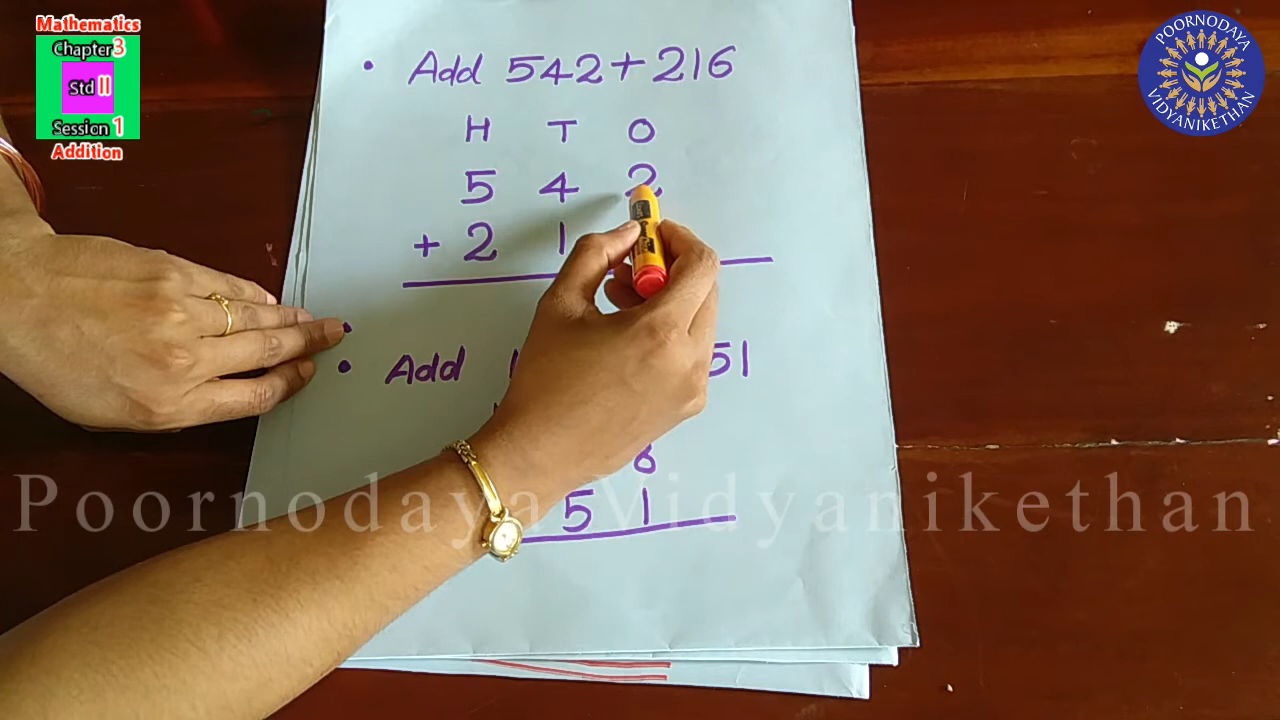 Mathematics
Chapter 3
Std II
Session 1
Addition
POORNODAYA
VIDYANIKETHAN
• Add 542+216
H T O
5 4 2
+ 2 1
• Add 51
8
5 1
Poornodaya Vidyanikethan